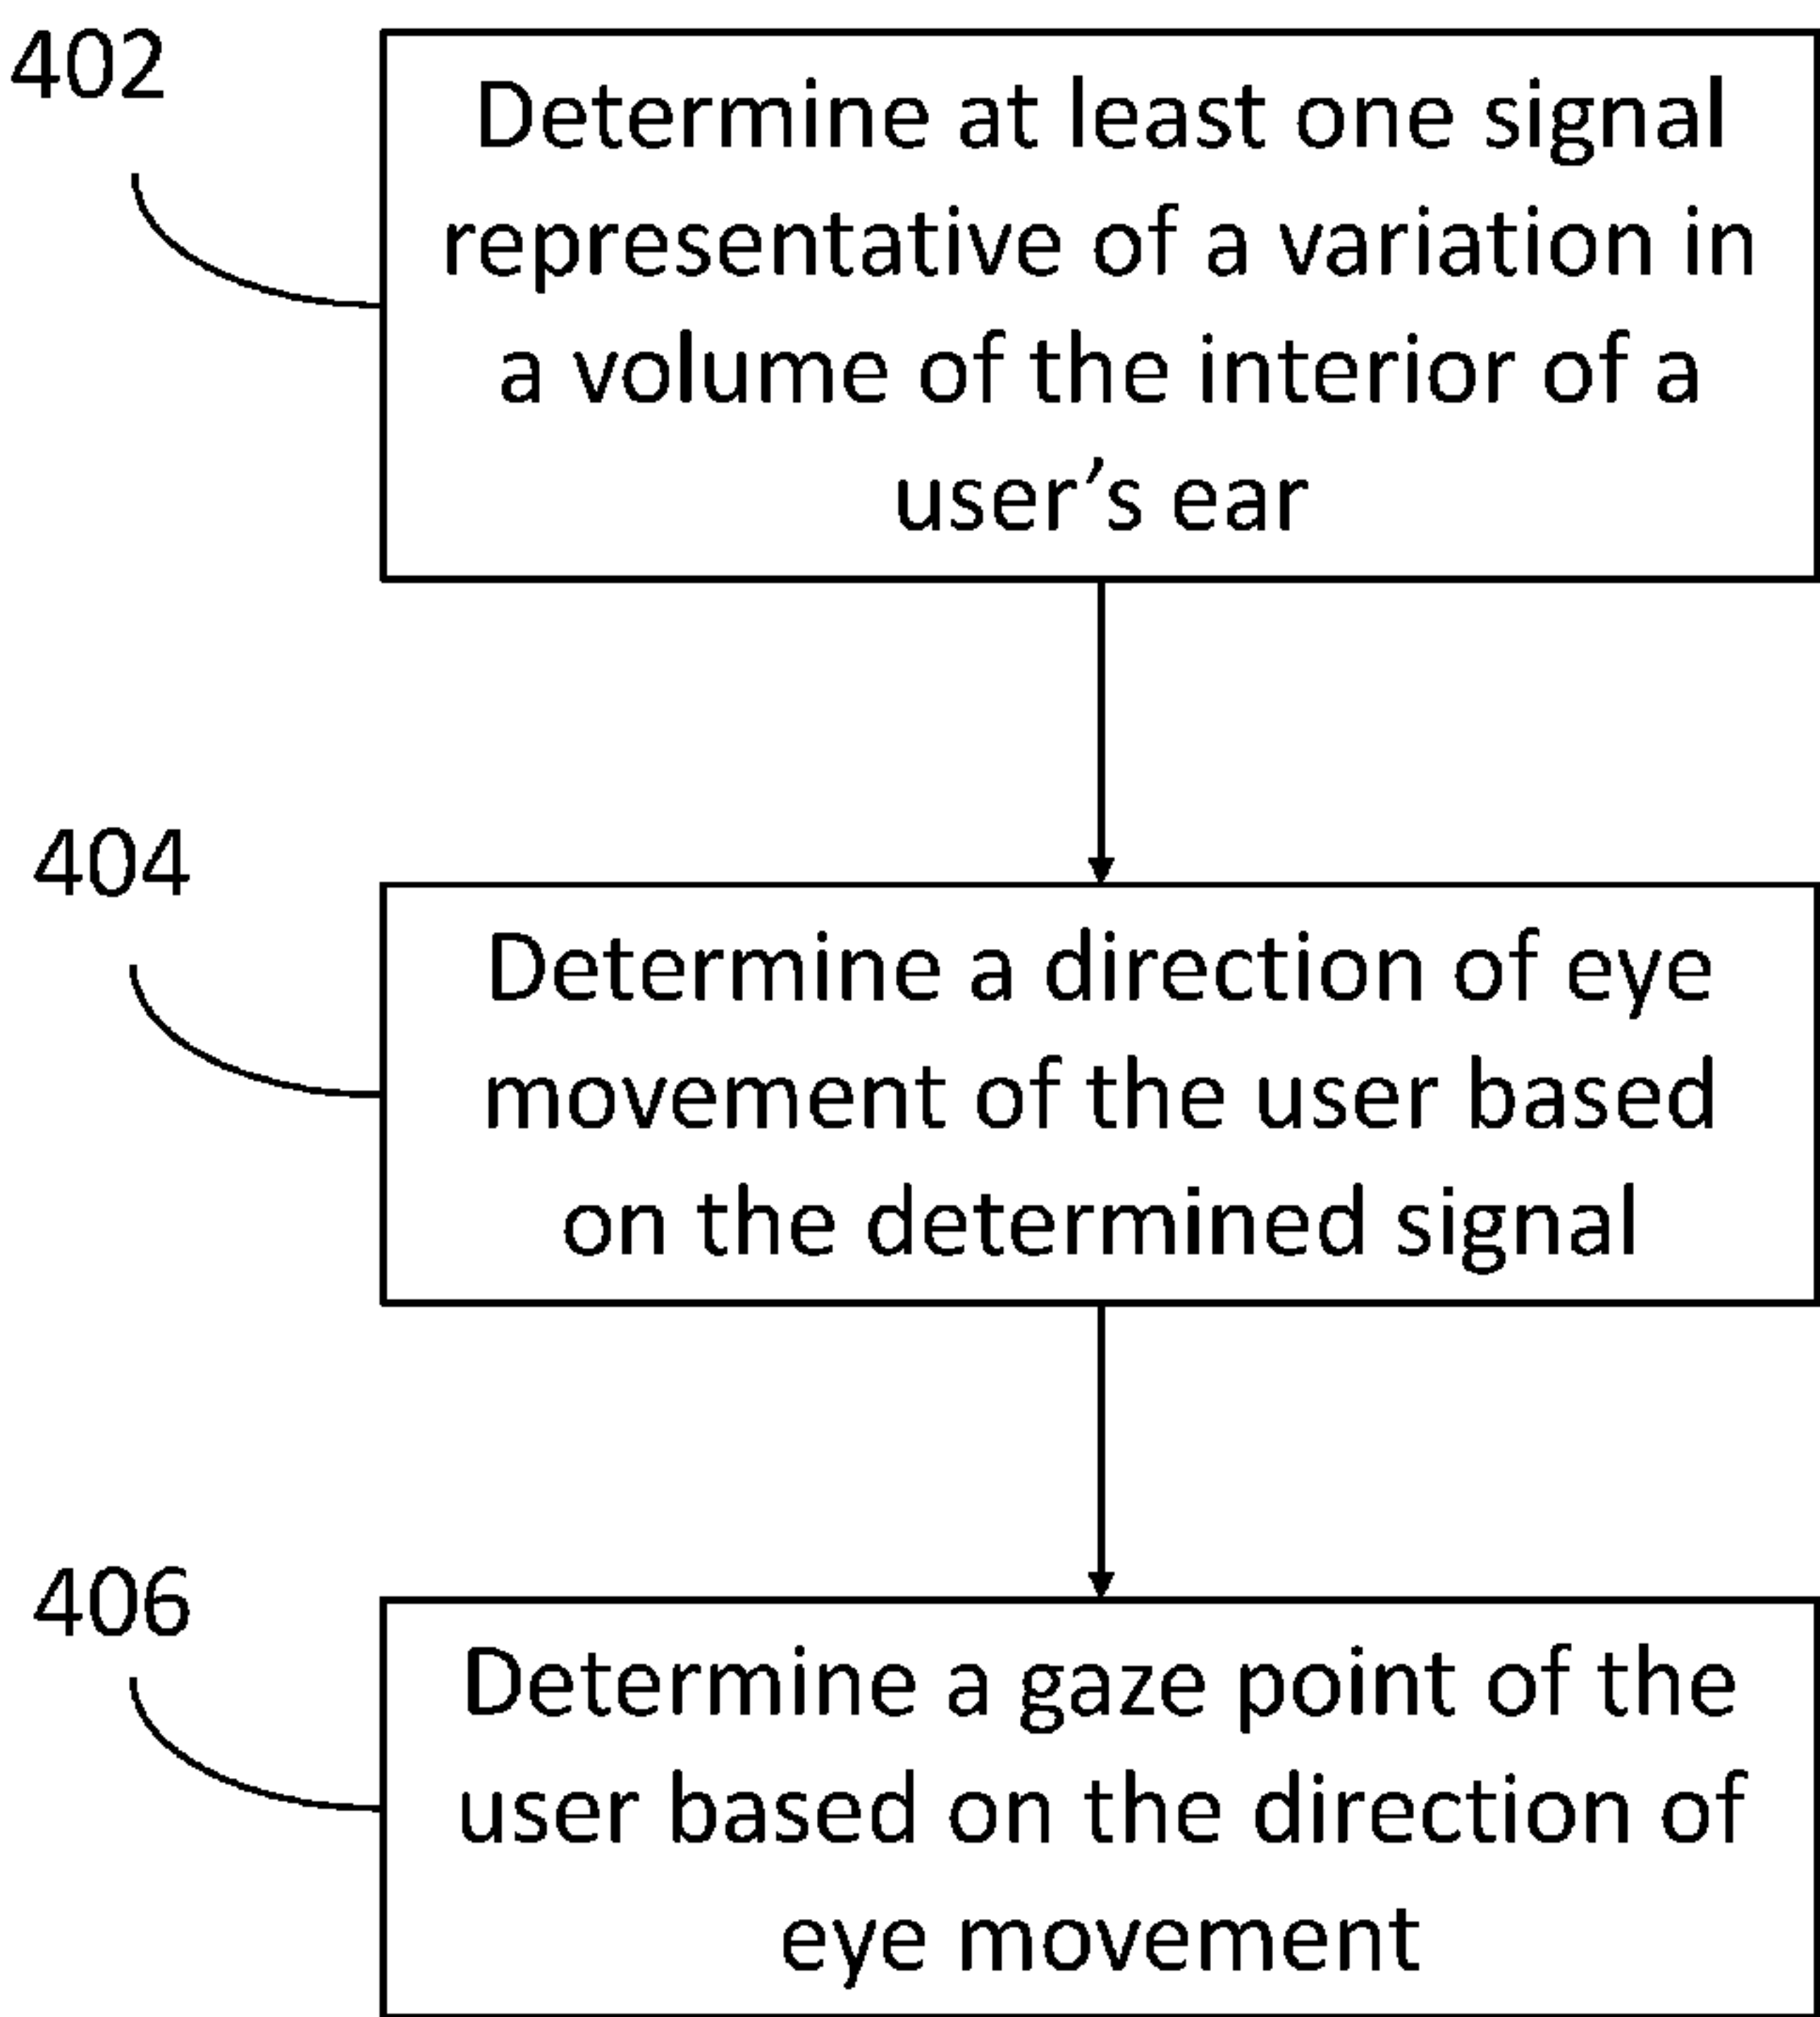 402
Determine at least one signal
representative of a variation in
a volume of the interior of a
user’s ear
404
Determine a direction of eye
movement of the user based
on the determined signal
406
Determine a gaze point of the
user based on the direction of
eye movement